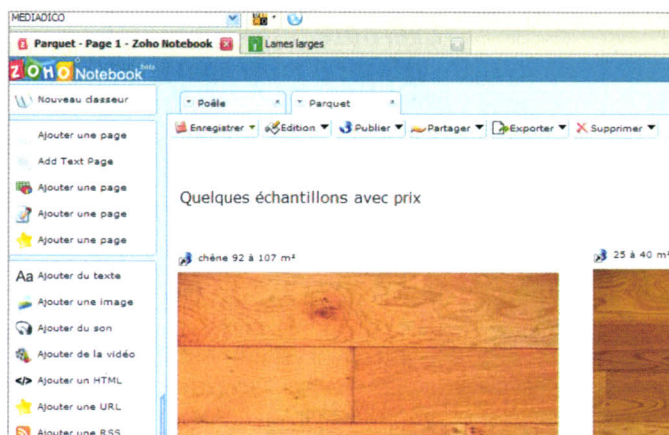 MEDIADICO
Parquet - Page 1 - Zoho Notebook
Lames larges
ZOHO Notebook beta
Nouveau classeur
Poêle
Parquet
Enregistrer
Edition
Publier
Partager
Exporter
Supprimer
Ajouter une page
Add Text Page
Ajouter une page
Ajouter une page
Ajouter une page
Quelques échantillons avec prix
chêne 92 à 107 m²
25 à 40 m²
Aa Ajouter du texte
Ajouter une image
Ajouter du son
Ajouter de la vidéo
</> Ajouter un HTML
Ajouter une URL
Ajouter une RSS